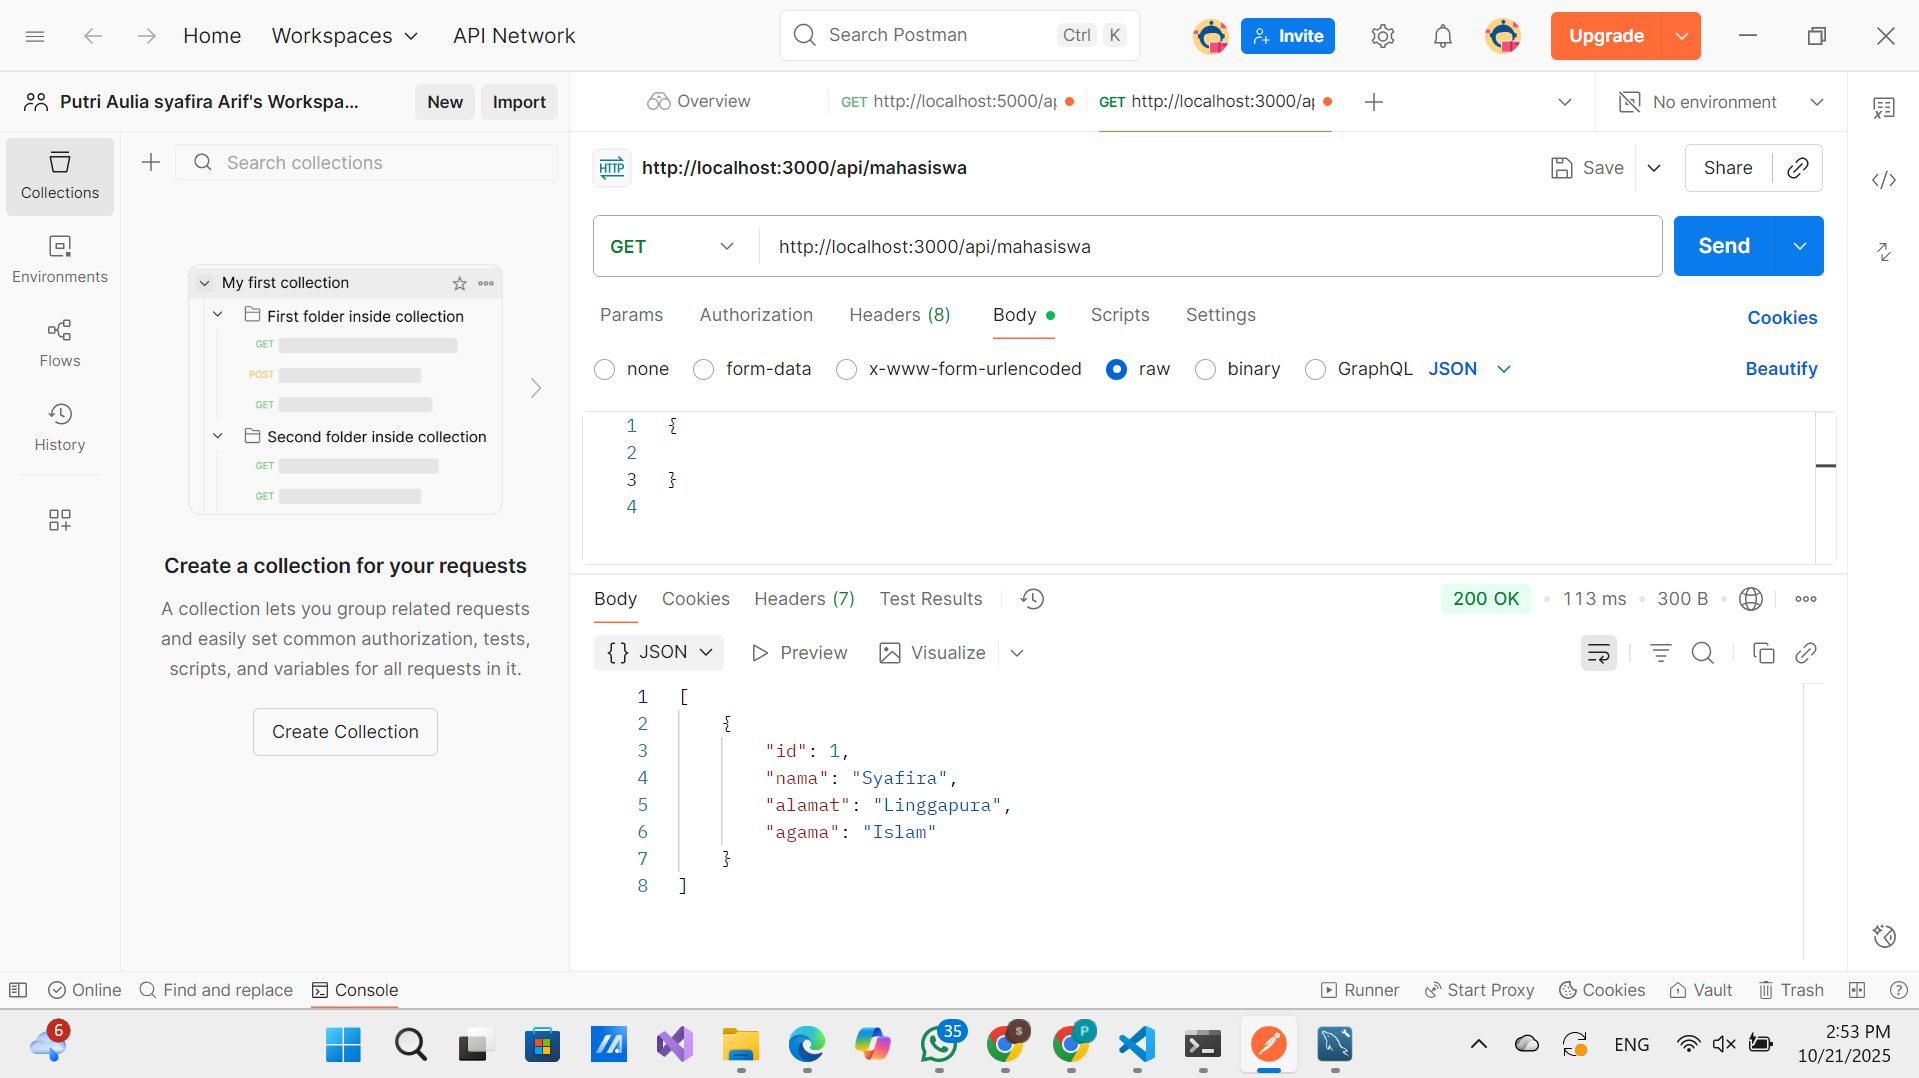 Home Workspaces API Network
Search Postman Ctrl K
Invite
Upgrade
Putri Aulia syafira Arif's Workspa...
New Import
Overview
GET http://localhost:5000/ap
GET http://localhost:3000/ap
No environment
Collections
Environments
Flows
History
Search collections
My first collection
First folder inside collection
GET
POST
GET
Second folder inside collection
GET
GET
Create a collection for your requests
A collection lets you group related requests
and easily set common authorization, tests,
scripts, and variables for all requests in it.
Create Collection
HTTP http://localhost:3000/api/mahasiswa
Save Share
GET http://localhost:3000/api/mahasiswa
Send
Params Authorization Headers (8) Body Scripts Settings
Cookies
none form-data x-www-form-urlencoded raw binary GraphQL JSON
Beautify
1 {
2
3 }
4
Body Cookies Headers (7) Test Results
200 OK • 113 ms • 300 B
{} JSON Preview Visualize
1 [
2 {
3 "id": 1,
4 "nama": "Syafira",
5 "alamat": "Linggapura",
6 "agama": "Islam"
7 }
8 ]
Online Find and replace Console
Runner Start Proxy Cookies Vault Trash
6
35
S
P
ENG
2:53 PM
10/21/2025